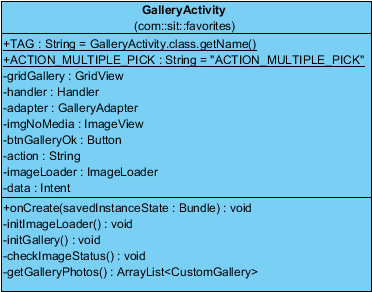 GalleryActivity
(com::sit::favorites)
+TAG : String = GalleryActivity.class.getName()
+ACTION_MULTIPLE_PICK : String = "ACTION_MULTIPLE_PICK"
-gridGallery : GridView
-handler : Handler
-adapter : GalleryAdapter
-imgNoMedia : ImageView
-btnGalleryOk : Button
-action : String
-imageLoader : ImageLoader
-data : Intent
+onCreate(savedInstanceState : Bundle) : void
-initImageLoader() : void
-initGallery() : void
-checkImageStatus() : void
-getGalleryPhotos() : ArrayList<CustomGallery>